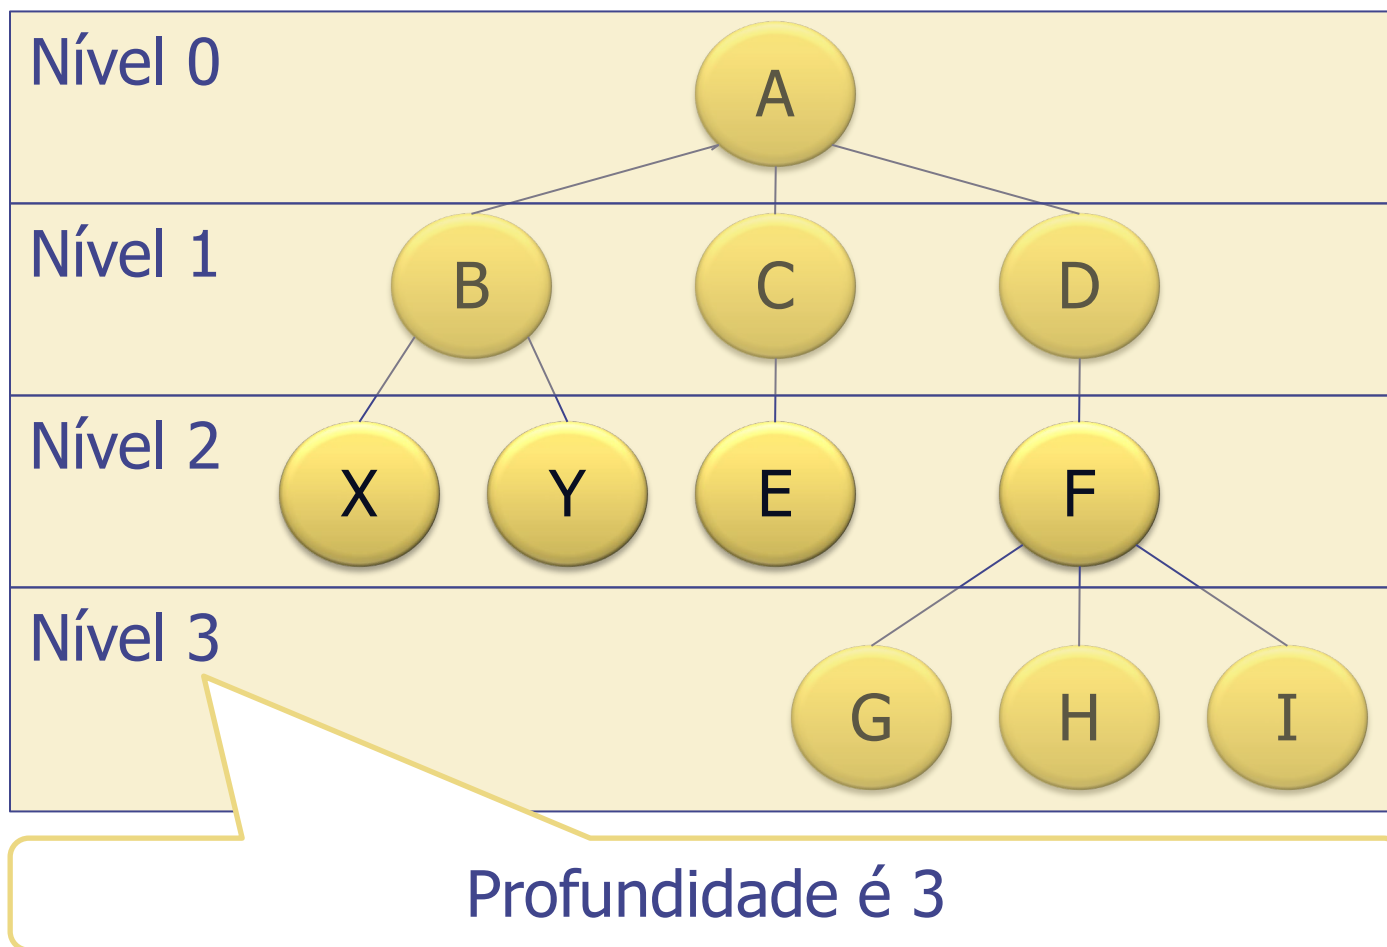 Nível 0
A
Nível 1
B C D
Nível 2
X Y E F
Nível 3
G H I
Profundidade é 3